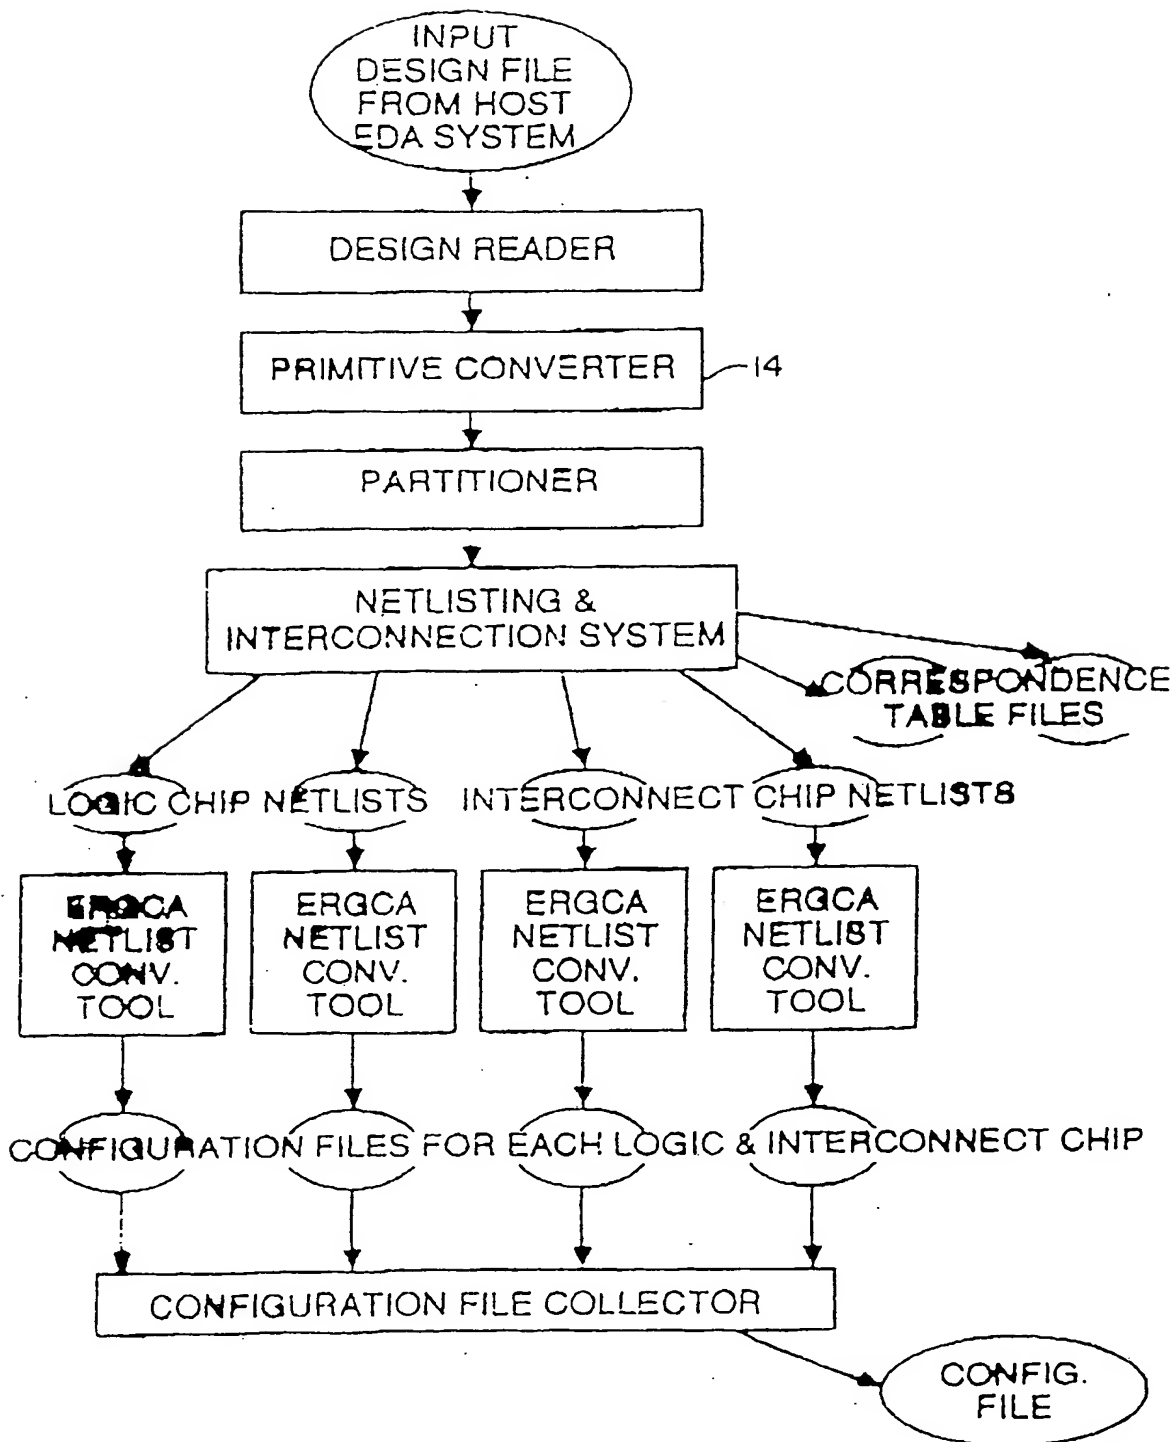 INPUT
DESIGN FILE
FROM HOST
EDA SYSTEM
DESIGN READER
PRIMITIVE CONVERTER
14
PARTITIONER
NETLISTING &
INTERCONNECTION SYSTEM
CORRESPONDENCE
TABLE FILES
LOGIC CHIP NETLISTS
INTERCONNECT CHIP NETLISTS
ERGCA
NETLIST
CONV.
TOOL
ERGCA
NETLIST
CONV.
TOOL
ERGCA
NETLIST
CONV.
TOOL
ERGCA
NETLIST
CONV.
TOOL
CONFIGURATION FILES FOR EACH LOGIC & INTERCONNECT CHIP
CONFIGURATION FILE COLLECTOR
CONFIG.
FILE